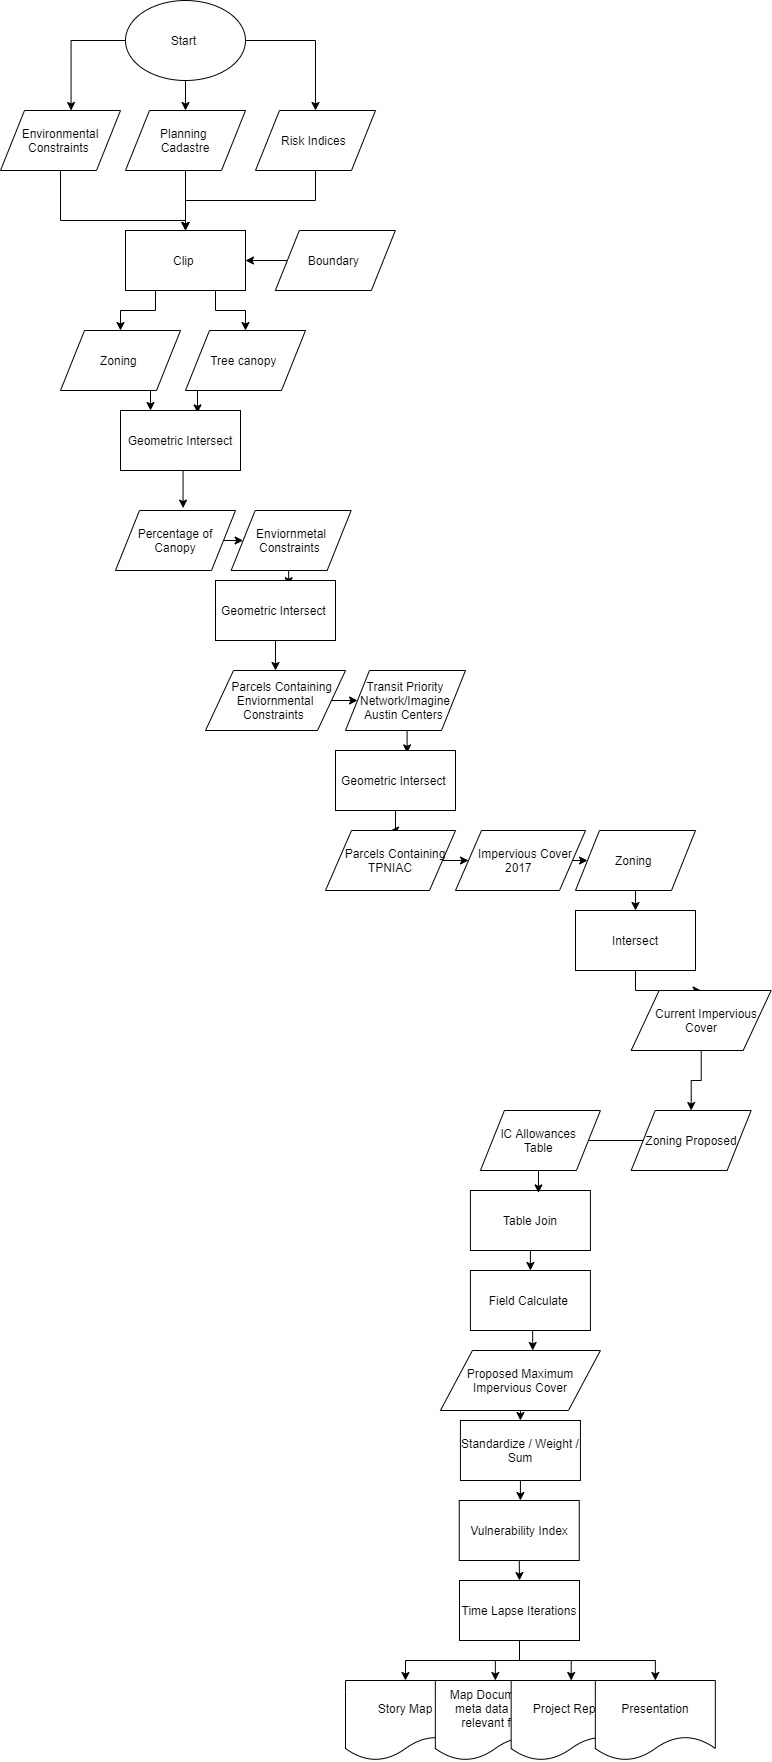 Start
Environmental
Constraints
Planning
Cadastre
Risk Indices
Clip
Boundary
Zoning
Tree canopy
Geometric Intersect
Percentage of
Canopy
Enviornmetal
Constraints
Geometric Intersect
Parcels Containing
Enviornmental
Constraints
Transit Priority
Network/Imagine
Austin Centers
Geometric Intersect
Parcels Containing
TPNIAC
Impervious Cover
2017
Zoning
Intersect
Current Impervious
Cover
IC Allowances
Table
Zoning Proposed
Table Join
Field Calculate
Proposed Maximum
Impervious Cover
Standardize / Weight /
Sum
Vulnerability Index
Time Lapse Iterations
Story Map
Map Docum
meta data
relevant f
Project Rep
Presentation